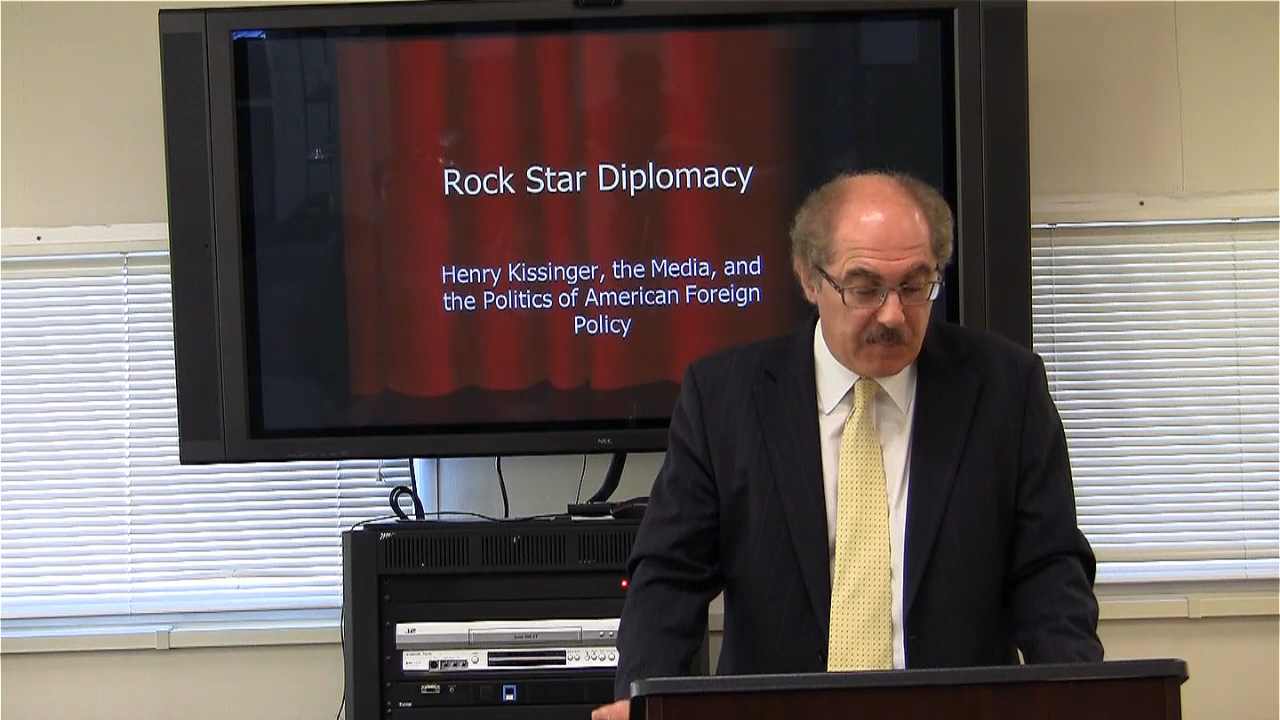 Rock Star Diplomacy
Henry Kissinger, the Media, and
the Politics of American Foreign
Policy
NEC